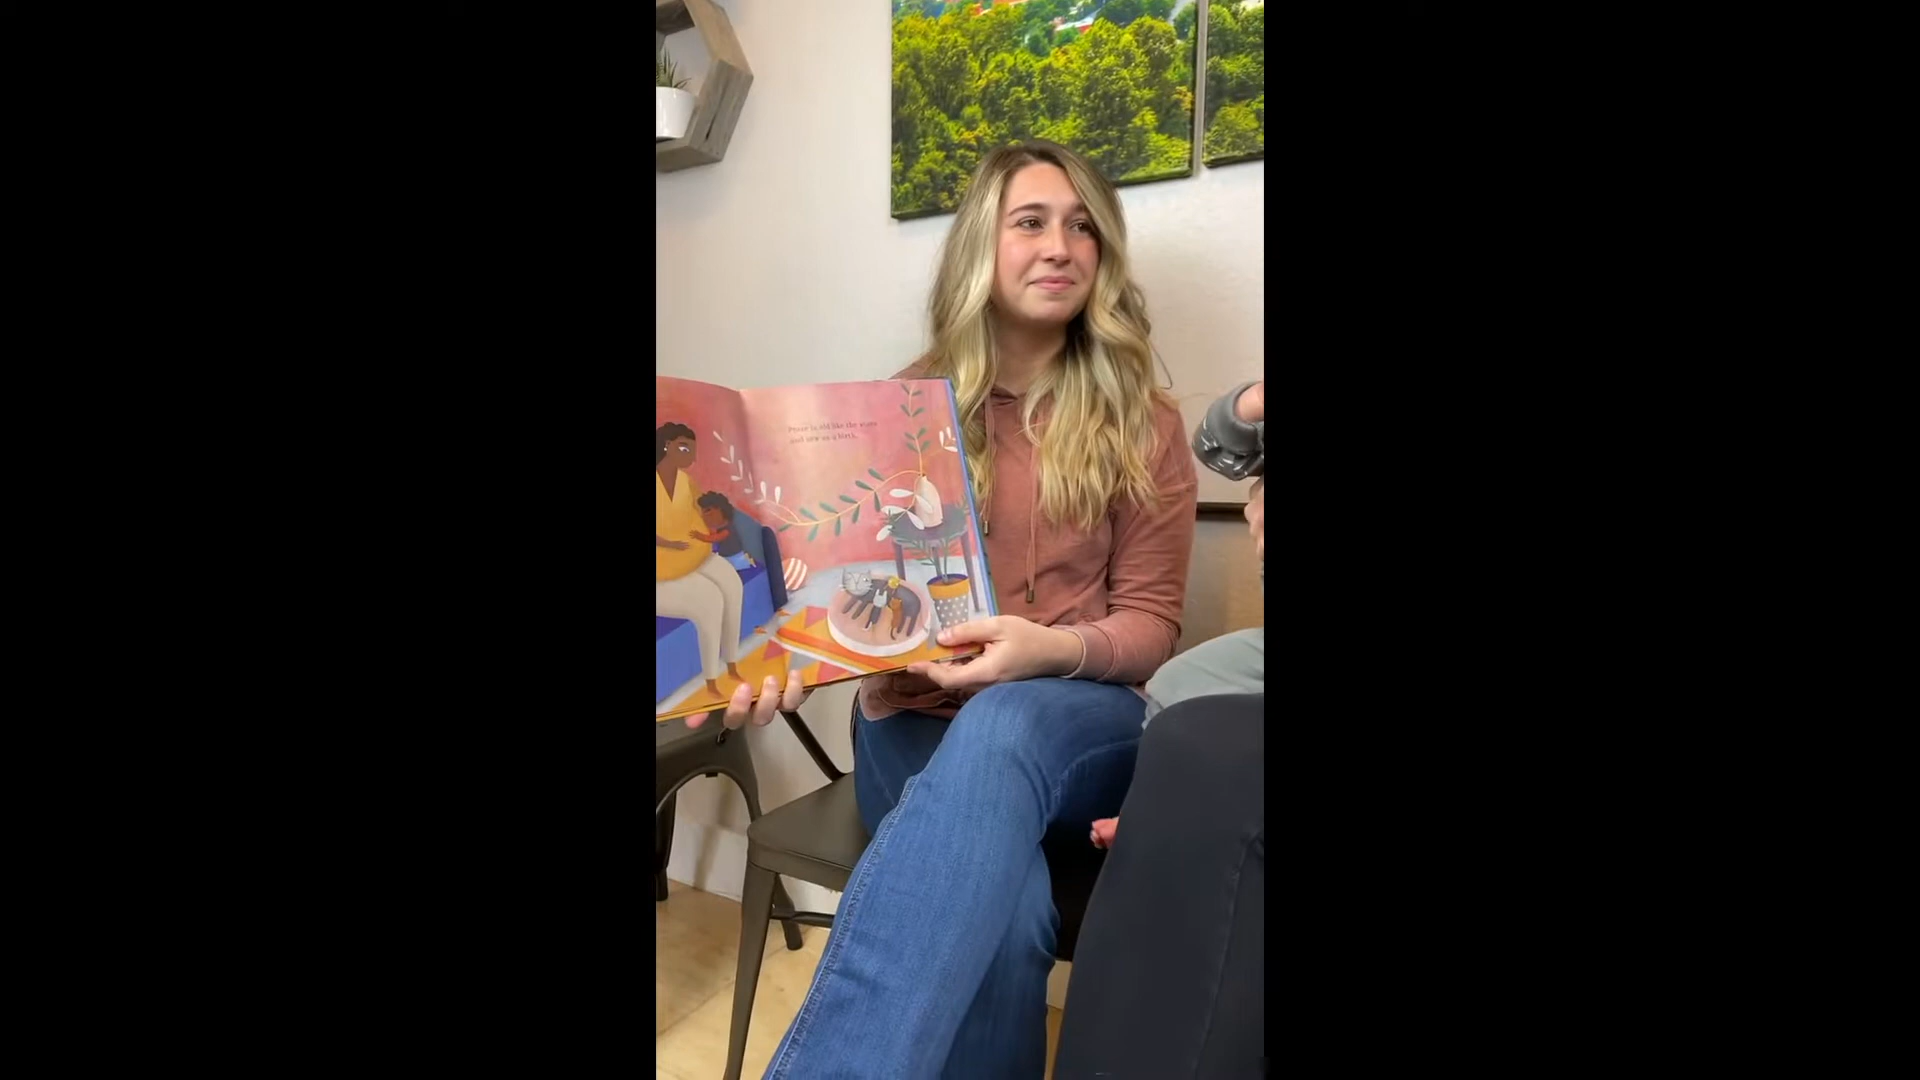 Peace is old like the stars
and new as a birth.